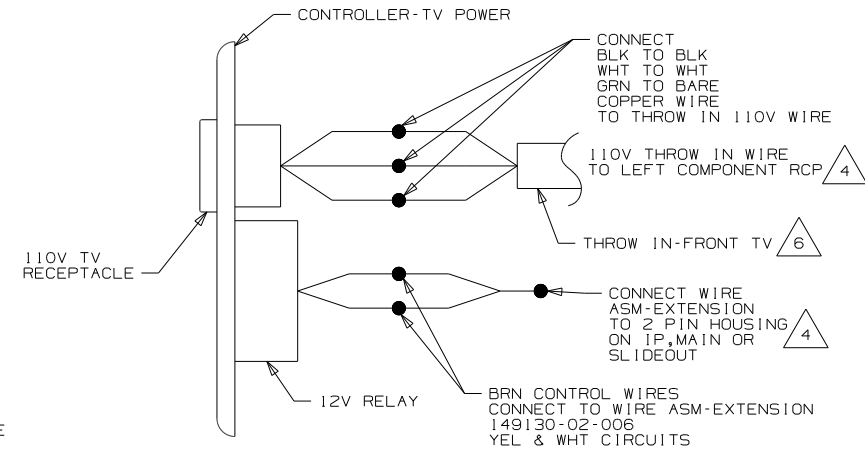 CONTROLLER-TV POWER
CONNECT
BLK TO BLK
WHT TO WHT
GRN TO BARE
COPPER WIRE
TO THROW IN 110V WIRE
110V THROW IN WIRE
TO LEFT COMPONENT RCP
4
THROW IN-FRONT TV
6
110V TV
RECEPTACLE
CONNECT WIRE
ASM-EXTENSION
TO 2 PIN HOUSING
ON IP,MAIN OR
SLIDEOUT
4
12V RELAY
BRN CONTROL WIRES
CONNECT TO WIRE ASM-EXTENSION
149130-02-006
YEL & WHT CIRCUITS
E